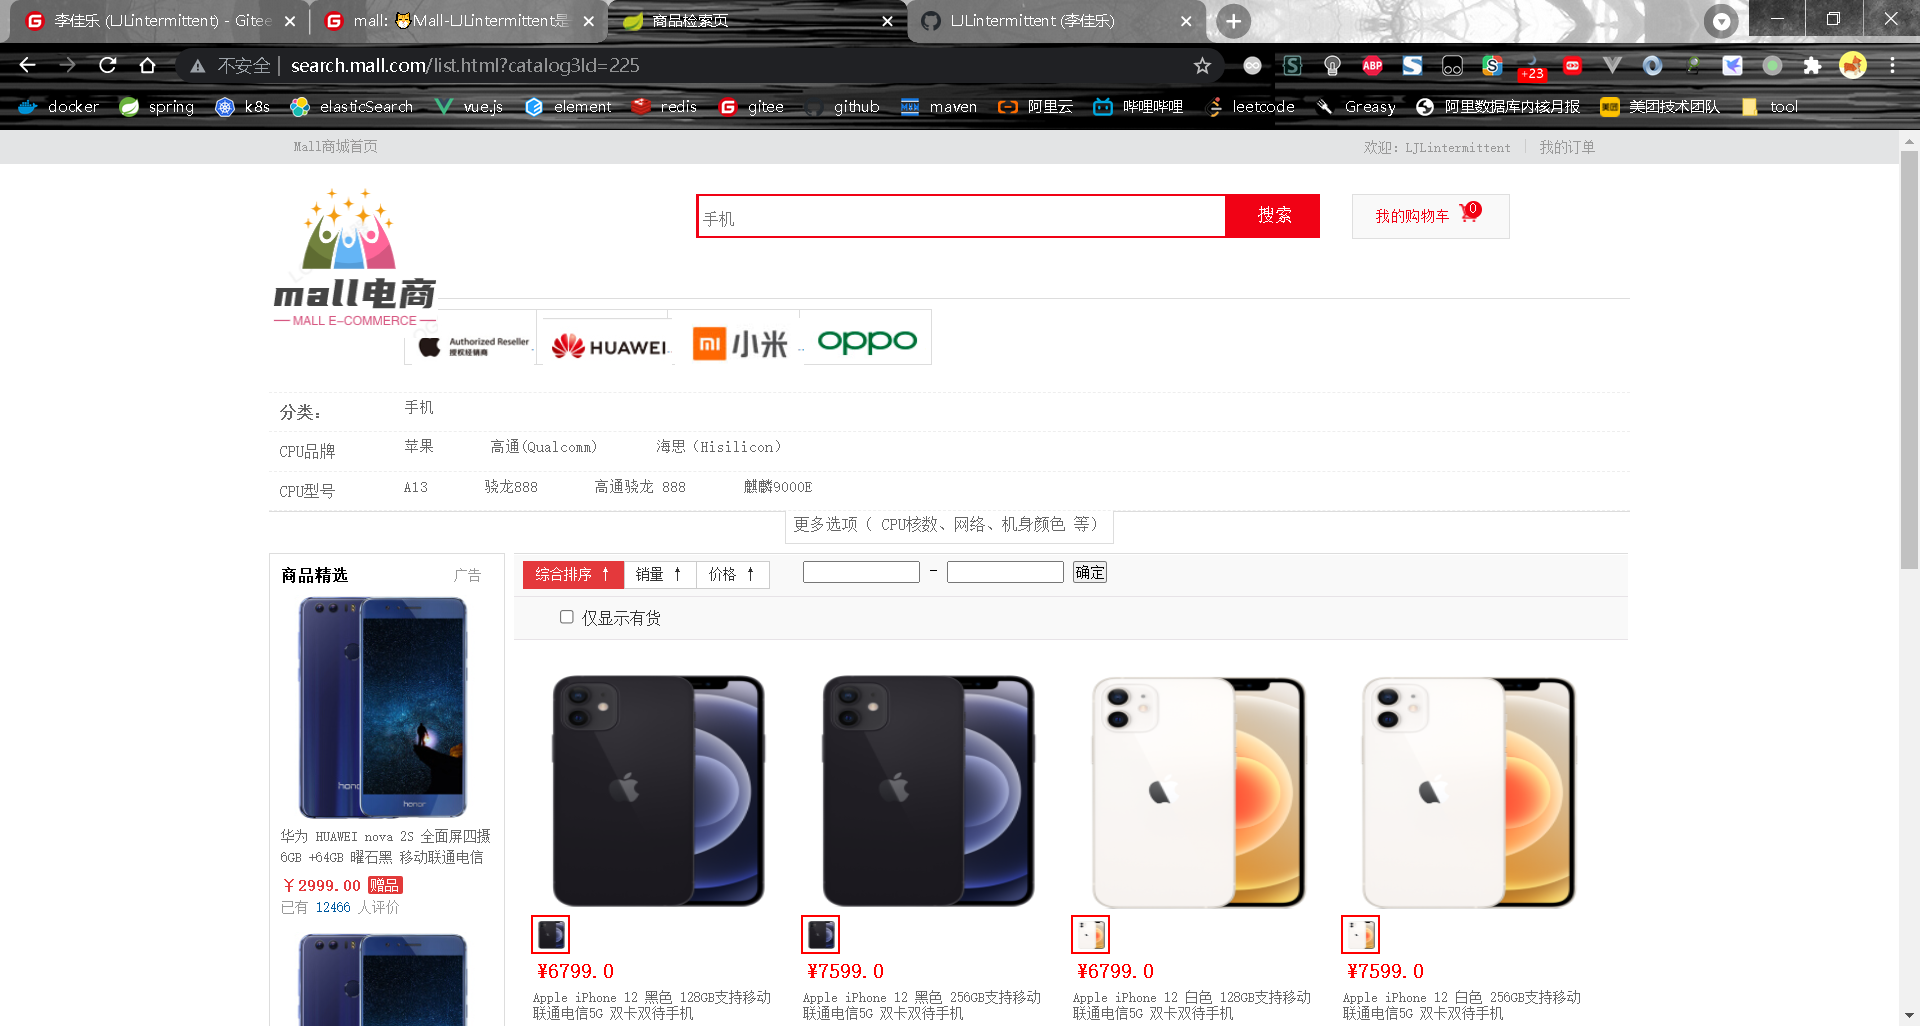 李佳乐 (LJLintermittent) - Gitee
mall: 🐱Mall-LJLintermittent是
商品检索页
LJLintermittent (李佳乐)
不安全 | search.mall.com/list.html?catalog3Id=225
ABP
+23
docker spring k8s elasticSearch vue.js element redis gitee github maven 阿里云 哔哩哔哩 leetcode Greasy 阿里数据库内核月报 美团技术团队 tool
Mall商城首页
欢迎: LJLintermittent 我的订单
手机 搜索 我的购物车 0
mall电商
MALL E-COMMERCE
Authorized Reseller
授权经销商
HUAWEI
小米
oppo
分类: 手机
CPU品牌 苹果 高通(Qualcomm) 海思（Hisilicon）
CPU型号 A13 骁龙888 高通骁龙 888 麒麟9000E
更多选项（ CPU核数、网络、机身颜色 等）
商品精选 广告
综合排序 ↑ 销量 ↑ 价格 ↑ - 确定
仅显示有货
honor
华为 HUAWEI nova 2S 全面屏四摄
6GB +64GB 曜石黑 移动联通电信
￥2999.00 赠品
已有 12466 人评价
¥6799.0
Apple iPhone 12 黑色 128GB支持移动
联通电信5G 双卡双待手机
¥7599.0
Apple iPhone 12 黑色 256GB支持移动
联通电信5G 双卡双待手机
¥6799.0
Apple iPhone 12 白色 128GB支持移动
联通电信5G 双卡双待手机
¥7599.0
Apple iPhone 12 白色 256GB支持移动
联通电信5G 双卡双待手机